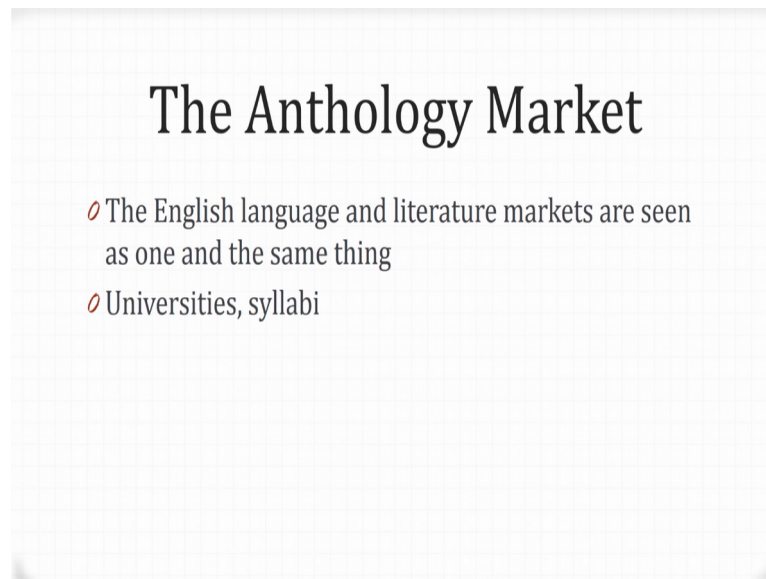 The Anthology Market
The English language and literature markets are seen
as one and the same thing
Universities, syllabi